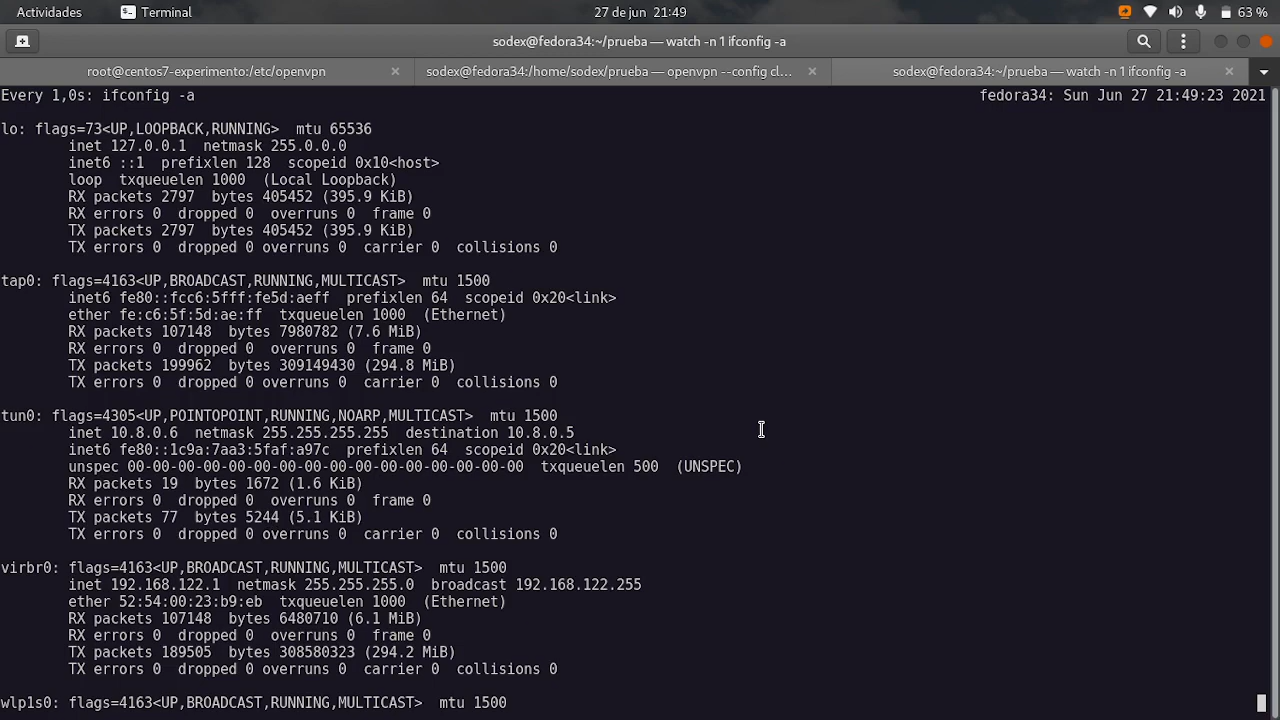 Actividades Terminal 27 de jun 21:49 63 %
sodex@fedora34:~/prueba — watch -n 1 ifconfig -a
root@centos7-experimento:/etc/openvpn × sodex@fedora34:/home/sodex/prueba — openvpn --config cl... × sodex@fedora34:~/prueba — watch -n 1 ifconfig -a ×
Every 1,0s: ifconfig -a fedora34: Sun Jun 27 21:49:23 2021
lo: flags=73<UP,LOOPBACK,RUNNING>  mtu 65536
        inet 127.0.0.1  netmask 255.0.0.0
        inet6 ::1  prefixlen 128  scopeid 0x10<host>
        loop  txqueuelen 1000  (Local Loopback)
        RX packets 2797  bytes 405452 (395.9 KiB)
        RX errors 0  dropped 0  overruns 0  frame 0
        TX packets 2797  bytes 405452 (395.9 KiB)
        TX errors 0  dropped 0 overruns 0  carrier 0  collisions 0
tap0: flags=4163<UP,BROADCAST,RUNNING,MULTICAST>  mtu 1500
        inet6 fe80::fcc6:5fff:fe5d:aeff  prefixlen 64  scopeid 0x20<link>
        ether fe:c6:5f:5d:ae:ff  txqueuelen 1000  (Ethernet)
        RX packets 107148  bytes 7980782 (7.6 MiB)
        RX errors 0  dropped 0  overruns 0  frame 0
        TX packets 199962  bytes 309149430 (294.8 MiB)
        TX errors 0  dropped 0 overruns 0  carrier 0  collisions 0
tun0: flags=4305<UP,POINTOPOINT,RUNNING,NOARP,MULTICAST>  mtu 1500
        inet 10.8.0.6  netmask 255.255.255.255  destination 10.8.0.5
        inet6 fe80::1c9a:7aa3:5faf:a97c  prefixlen 64  scopeid 0x20<link>
        unspec 00-00-00-00-00-00-00-00-00-00-00-00-00-00-00-00  txqueuelen 500  (UNSPEC)
        RX packets 19  bytes 1672 (1.6 KiB)
        RX errors 0  dropped 0  overruns 0  frame 0
        TX packets 77  bytes 5244 (5.1 KiB)
        TX errors 0  dropped 0 overruns 0  carrier 0  collisions 0
virbr0: flags=4163<UP,BROADCAST,RUNNING,MULTICAST>  mtu 1500
        inet 192.168.122.1  netmask 255.255.255.0  broadcast 192.168.122.255
        ether 52:54:00:23:b9:eb  txqueuelen 1000  (Ethernet)
        RX packets 107148  bytes 6480710 (6.1 MiB)
        RX errors 0  dropped 0  overruns 0  frame 0
        TX packets 189505  bytes 308580323 (294.2 MiB)
        TX errors 0  dropped 0 overruns 0  carrier 0  collisions 0
wlp1s0: flags=4163<UP,BROADCAST,RUNNING,MULTICAST>  mtu 1500